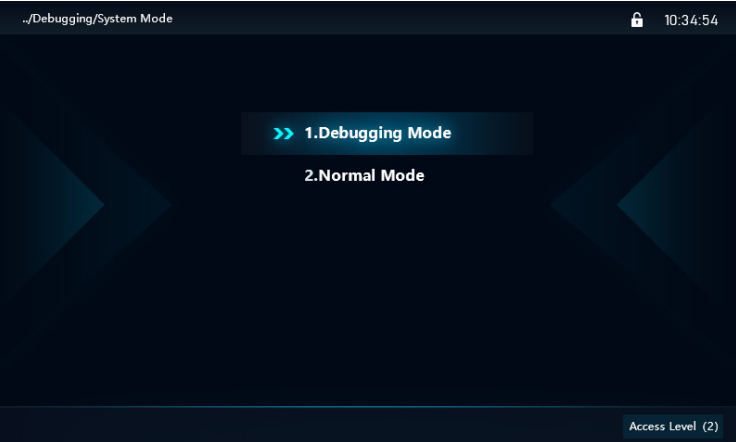 ../Debugging/System Mode
10:34:54
1.Debugging Mode
2.Normal Mode
Access Level (2)